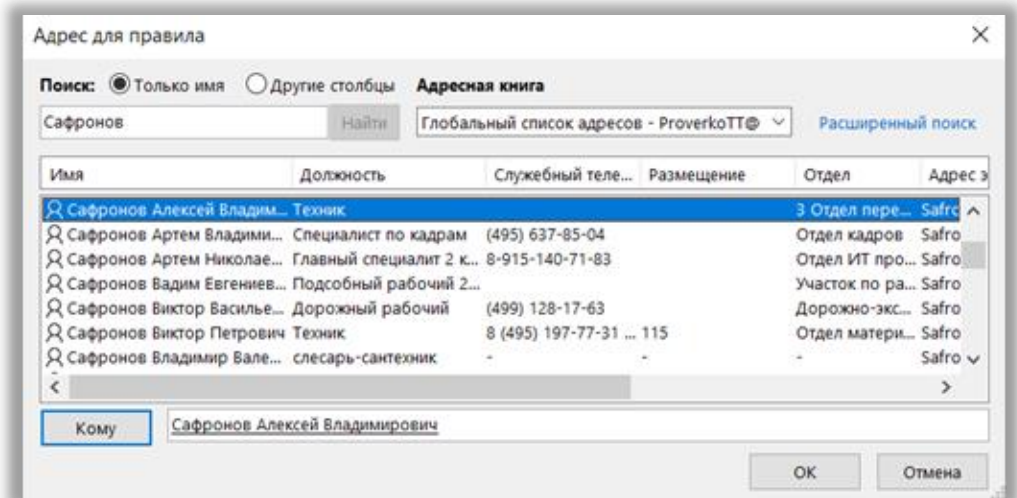 Адрес для правила
Поиск: Только имя Другие столбцы Адресная книга
Сафронов Найти Глобальный список адресов - ProverkoTT@ Расширенный поиск
Имя Должность Служебный теле... Размещение Отдел Адрес э
Сафронов Алексей Владим... Техник 3 Отдел пере... Safrc
Сафронов Артем Владими... Специалист по кадрам (495) 637-85-04 Отдел кадров Safro
Сафронов Артем Николае... Главный специалит 2 к... 8-915-140-71-83 Отдел ИТ про... Safro
Сафронов Вадим Евгениев... Подсобный рабочий 2... Участок по ра... Safro
Сафронов Виктор Василье... Дорожный рабочий (499) 128-17-63 Дорожно-экс... Safro
Сафронов Виктор Петрович Техник 8 (495) 197-77-31 ... 115 Отдел матери... Safro
Сафронов Владимир Вале... слесарь-сантехник - - - Safro
Кому Сафронов Алексей Владимирович
ОК Отмена